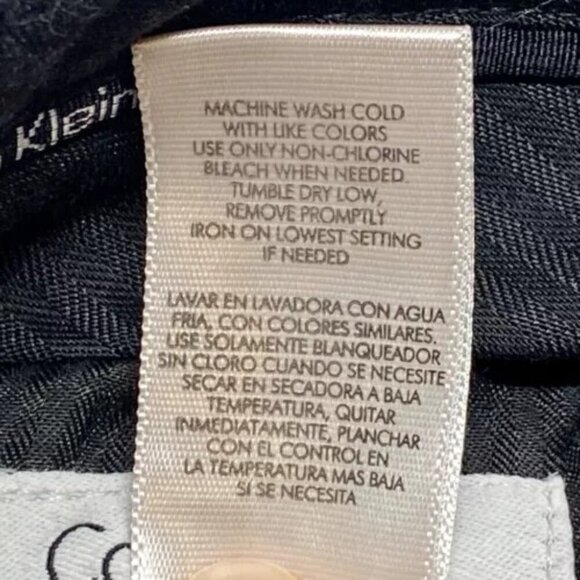 Klein
MACHINE WASH COLD
WITH LIKE COLORS
USE ONLY NON-CHLORINE
BLEACH WHEN NEEDED.
TUMBLE DRY LOW,
REMOVE PROMPTLY
IRON ON LOWEST SETTING
IF NEEDED
LAVAR EN LAVADORA CON AGUA
FRIA, CON COLORES SIMILARES.
USE SOLAMENTE BLANQUEADOR
SIN CLORO CUANDO SE NECESITE
SECAR EN SECADORA A BAJA
TEMPERATURA, QUITAR
INMEDIATAMENTE, PLANCHAR
CON EL CONTROL EN
LA TEMPERATURA MAS BAJA
SI SE NECESITA